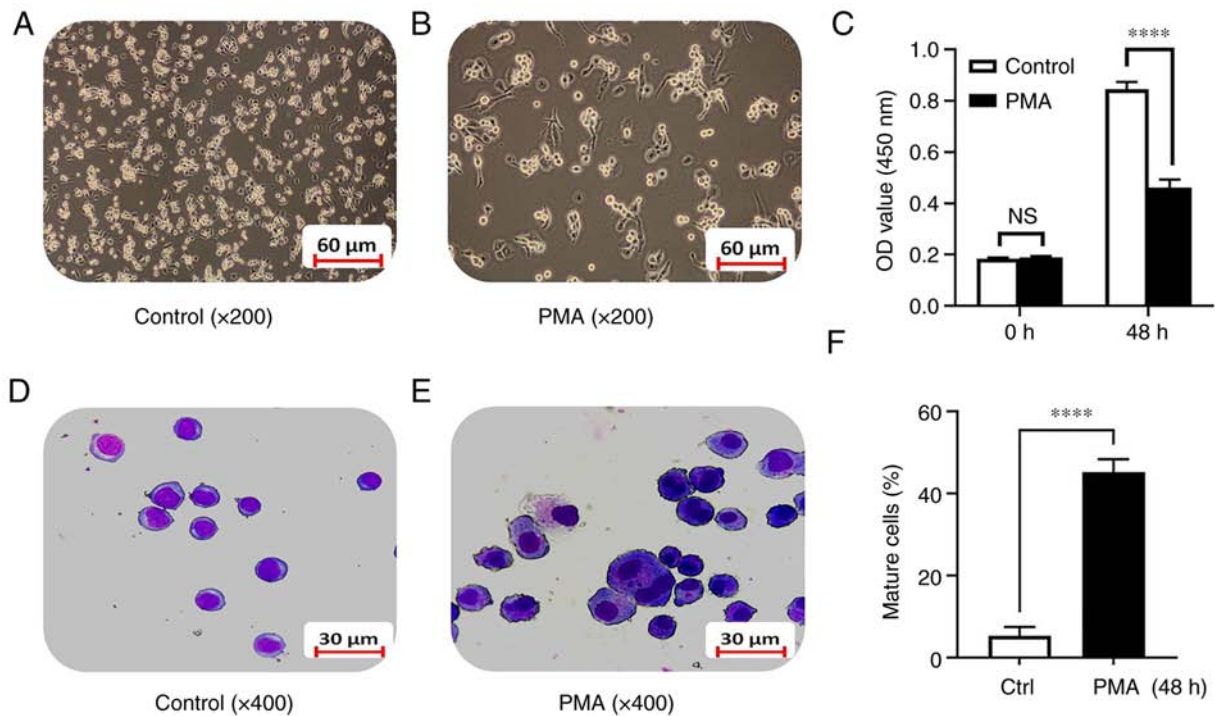 A
60 µm
Control (×200)
B
60 µm
PMA (×200)
C
OD value (450 nm)
1.0
0.8
0.6
0.4
0.2
0.0
Control
PMA
NS
****
0 h
48 h
D
30 µm
Control (×400)
E
30 µm
PMA (×400)
F
Mature cells (%)
60
40
20
0
****
Ctrl
PMA (48 h)